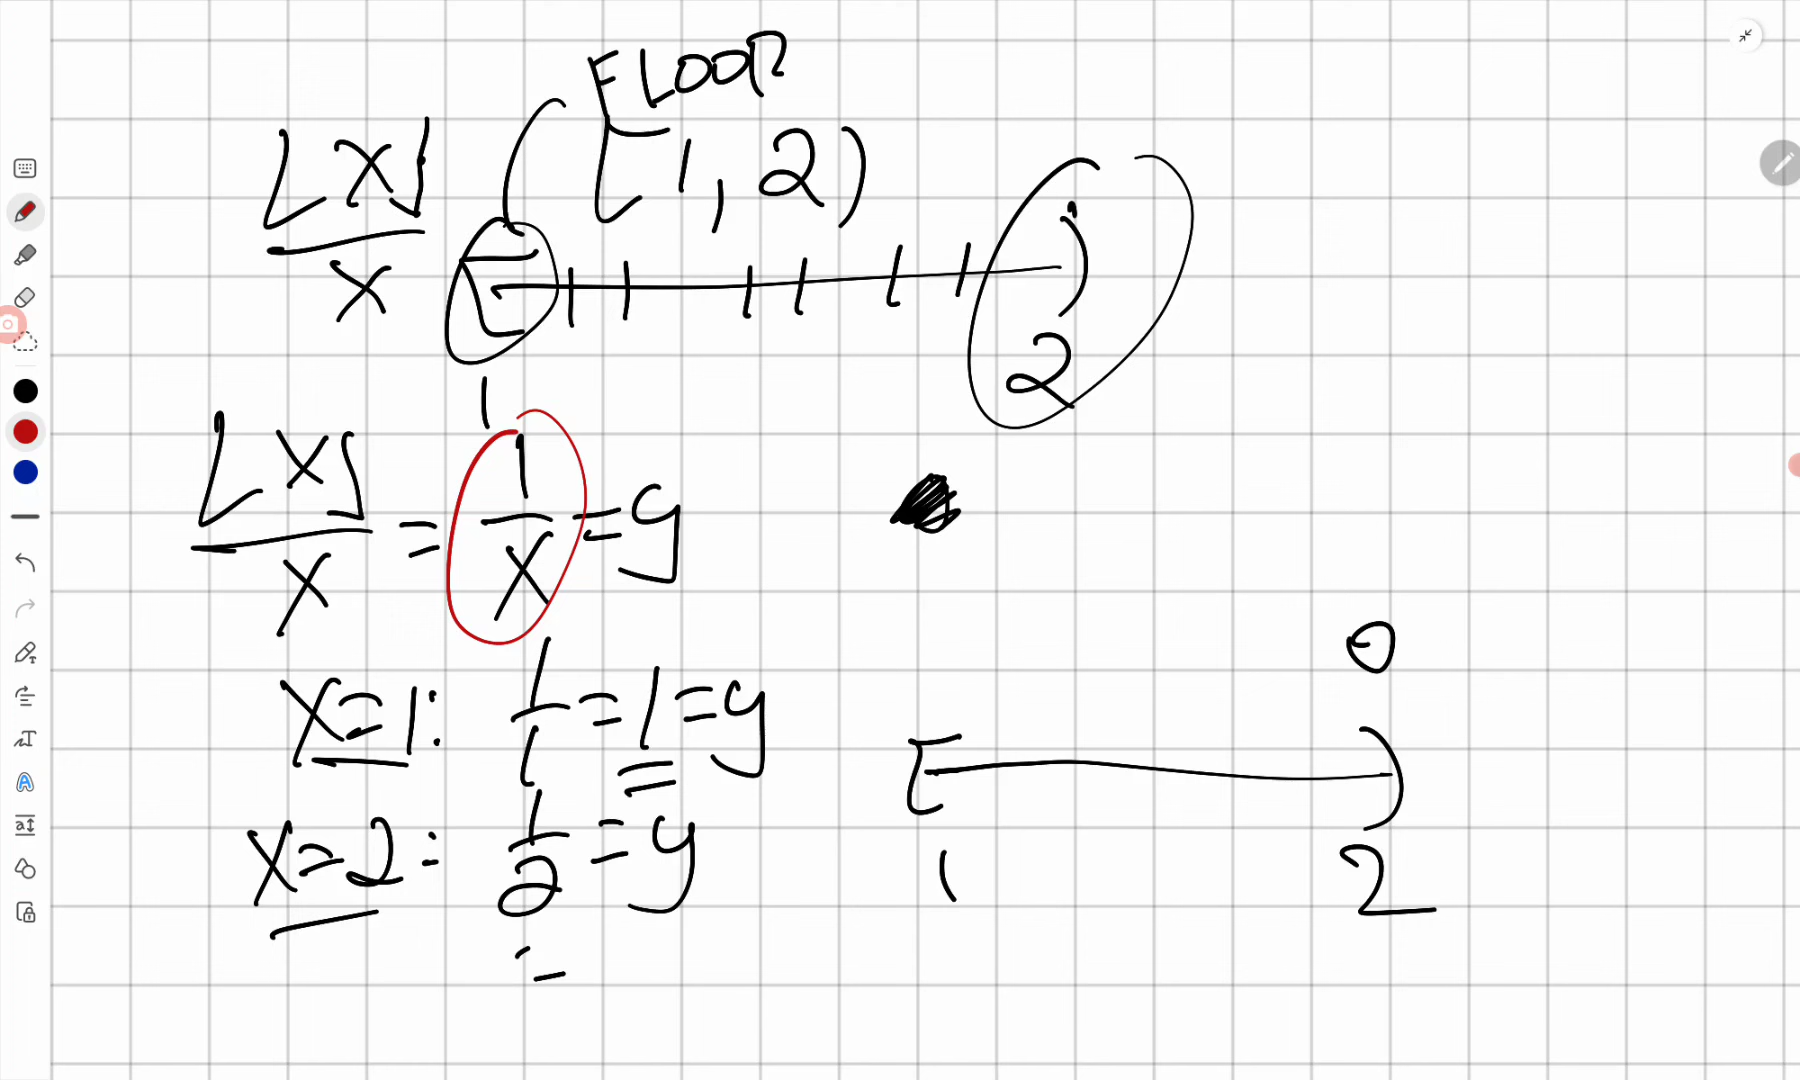 FLOOR
⌊x⌋/x [1, 2)
[ )
1 2
⌊x⌋/x = 1/x = y
x=1: 1/1 = 1 = y
x=2: 1/2 = y
0
[ )
1 2